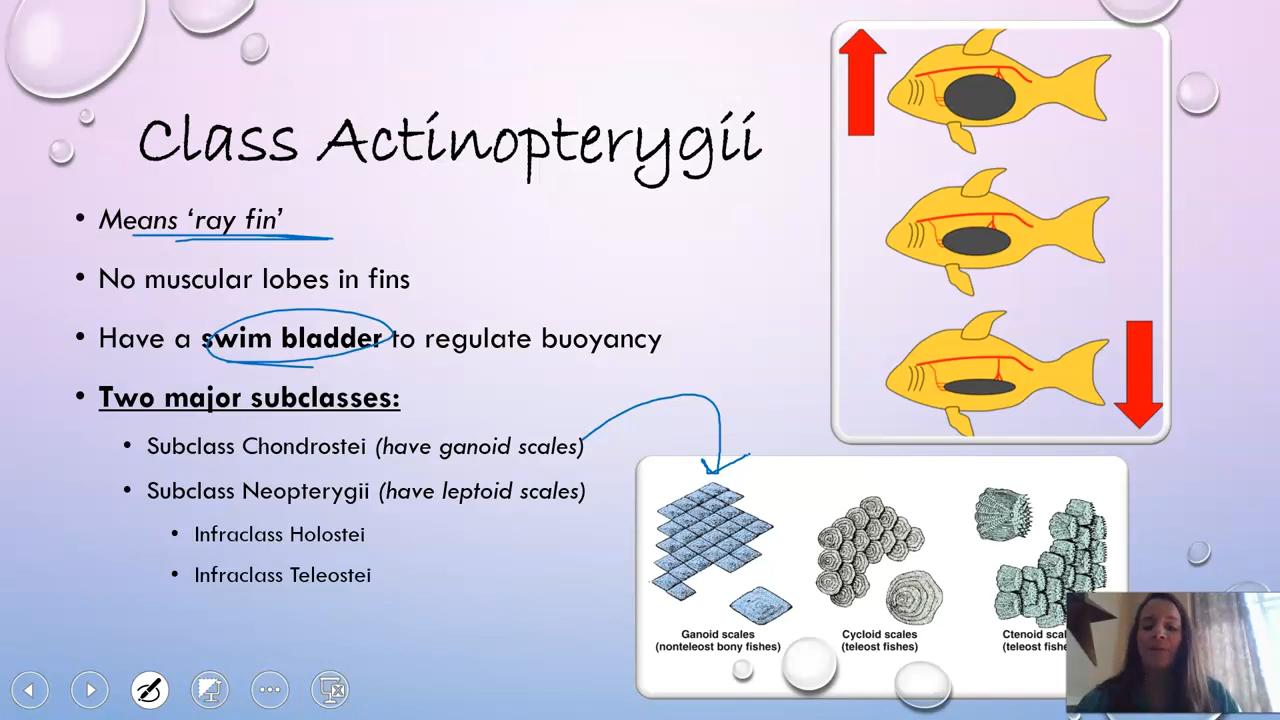 Class Actinopterygii
• Means ‘ray fin’
• No muscular lobes in fins
• Have a swim bladder to regulate buoyancy
• Two major subclasses:
• Subclass Chondrostei (have ganoid scales)
• Subclass Neopterygii (have leptoid scales)
• Infraclass Holostei
• Infraclass Teleostei
Ganoid scales
(nonteleost bony fishes)
Cycloid scales
(teleost fishes)
Ctenoid
(teleost